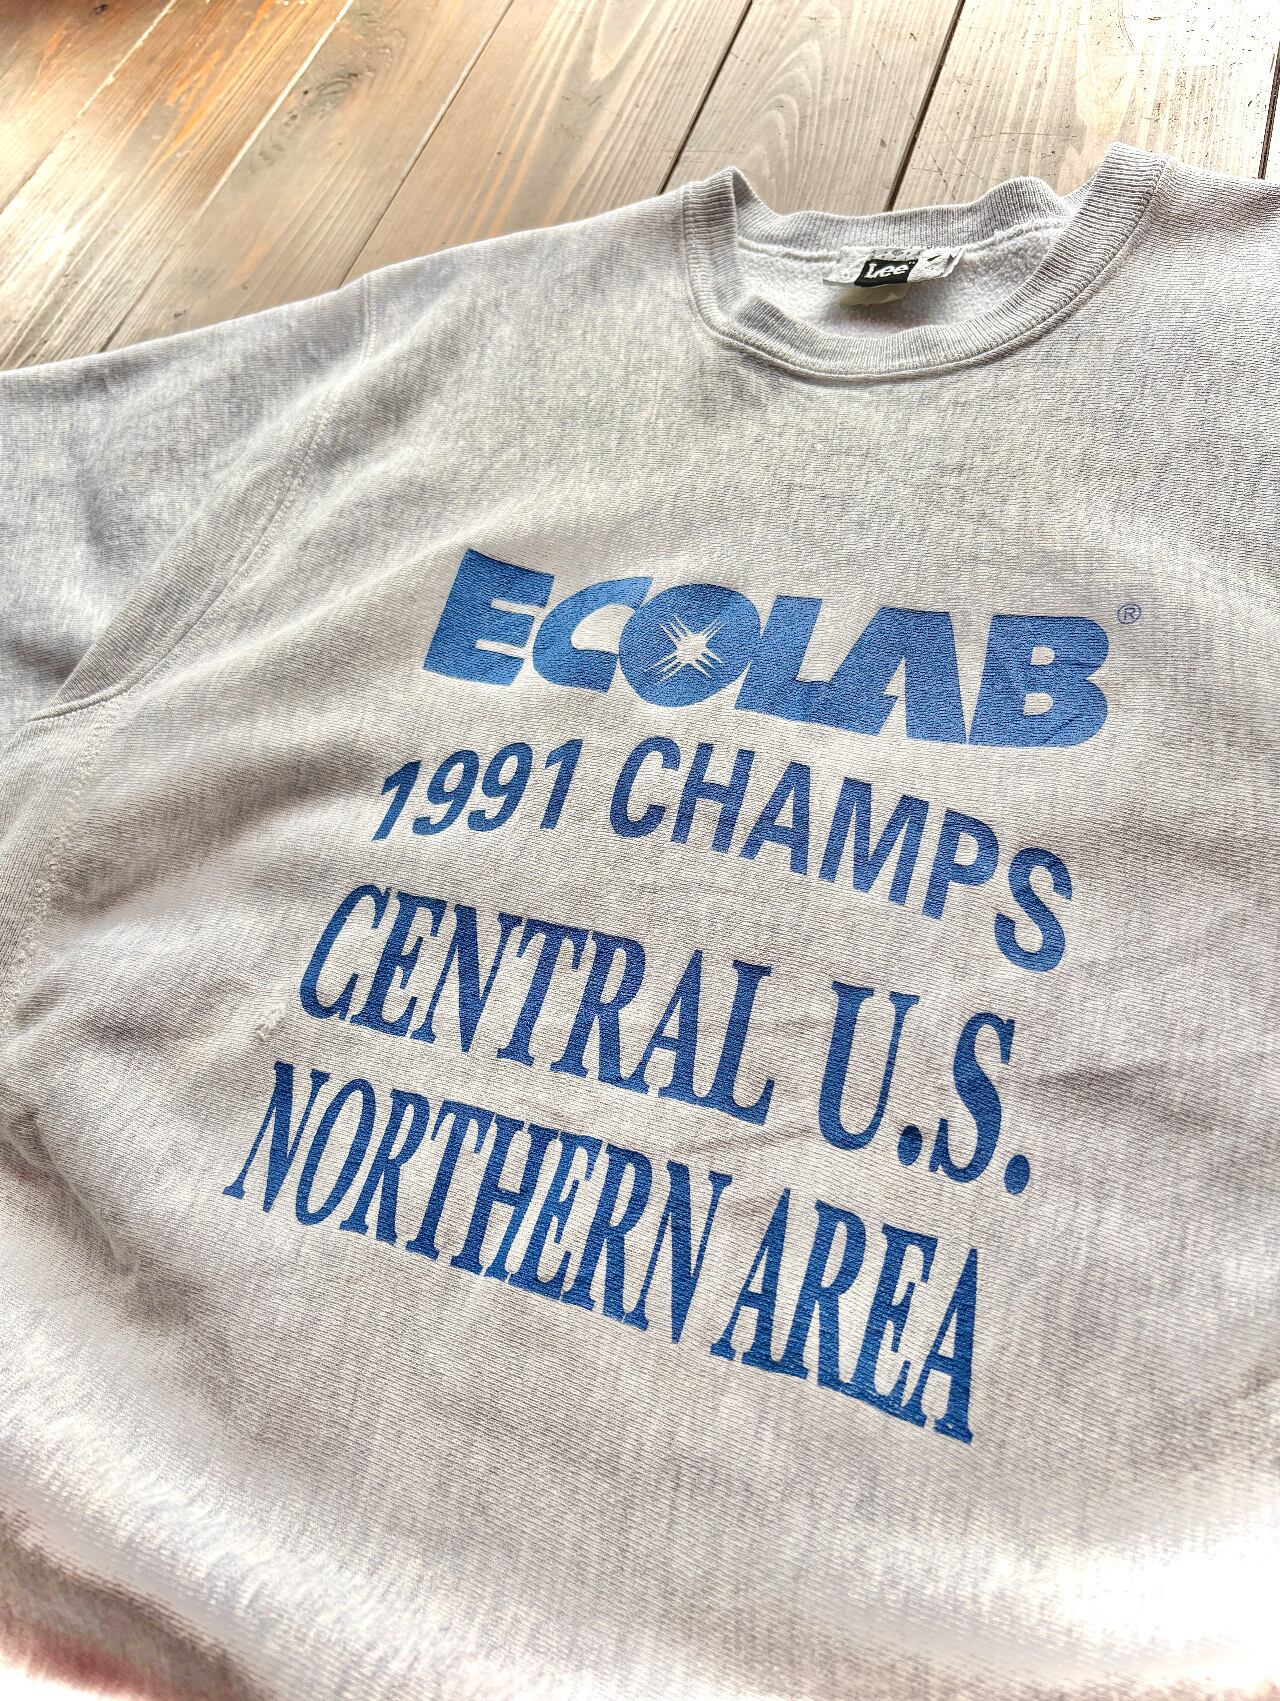 Lee
ECOLAB®
1991 CHAMPS
CENTRAL U.S.
NORTHERN AREA